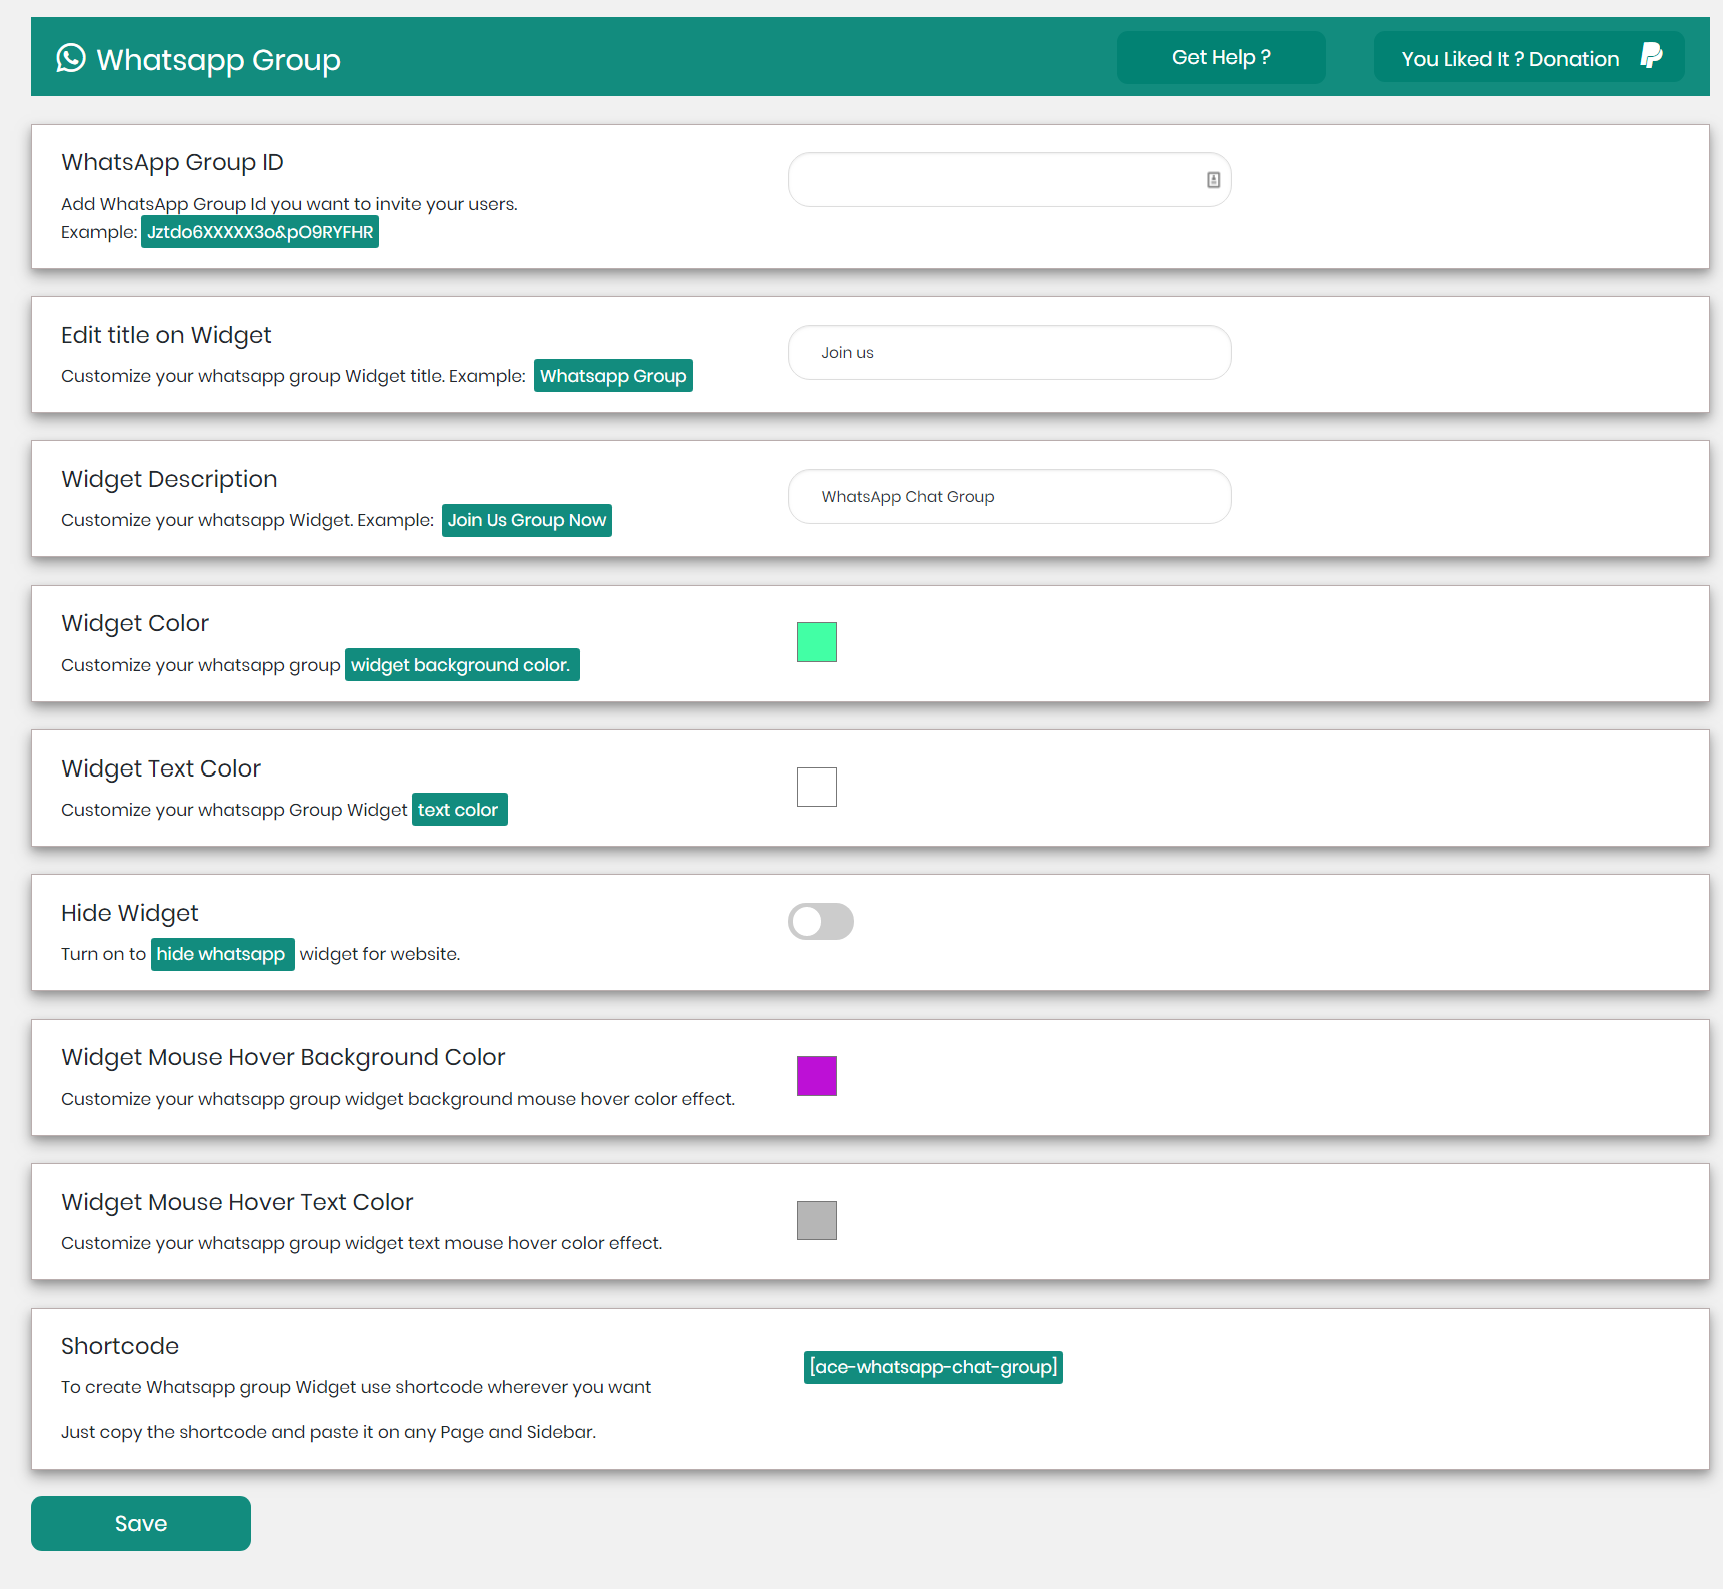 Whatsapp Group
Get Help ?
You Liked It ? Donation
WhatsApp Group ID
Add WhatsApp Group Id you want to invite your users.
Example: Jztdo6XXXXX3o&pO9RYFHR
Edit title on Widget
Join us
Customize your whatsapp group Widget title. Example: Whatsapp Group
Widget Description
WhatsApp Chat Group
Customize your whatsapp Widget. Example: Join Us Group Now
Widget Color
Customize your whatsapp group widget background color.
Widget Text Color
Customize your whatsapp Group Widget text color
Hide Widget
Turn on to hide whatsapp widget for website.
Widget Mouse Hover Background Color
Customize your whatsapp group widget background mouse hover color effect.
Widget Mouse Hover Text Color
Customize your whatsapp group widget text mouse hover color effect.
Shortcode
[ace-whatsapp-chat-group]
To create Whatsapp group Widget use shortcode wherever you want
Just copy the shortcode and paste it on any Page and Sidebar.
Save